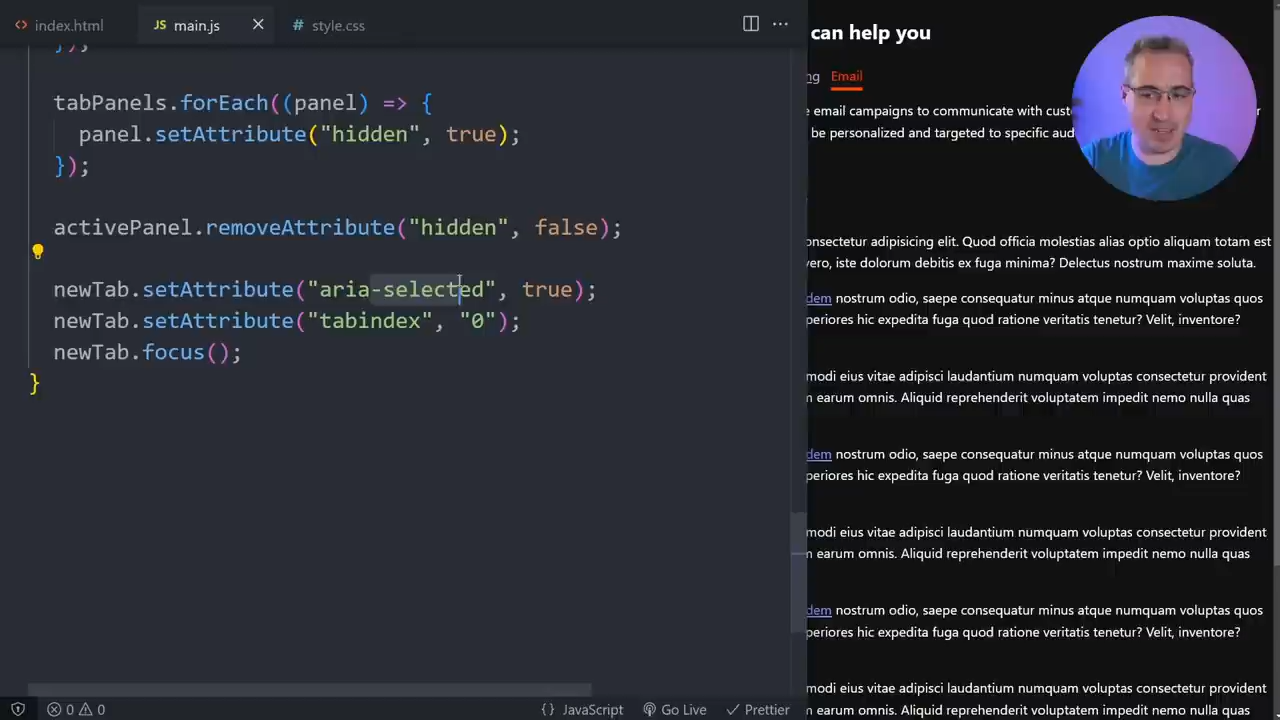 index.html
main.js
style.css
});
tabPanels.forEach((panel) => {
panel.setAttribute("hidden", true);
});
activePanel.removeAttribute("hidden", false);
newTab.setAttribute("aria-selected", true);
newTab.setAttribute("tabindex", "0");
newTab.focus();
}
0 0
{} JavaScript
Go Live
Prettier
can help you
ng Email
e email campaigns to communicate with
be personalized and targeted to specific
onsectetur adipisicing elit. Quod officia molestias alias optio aliquam totam est
vero, iste dolorum debitis ex fuga minima? Delectus nostrum maxime soluta.
dem nostrum odio, saepe consequatur minus atque numquam voluptas quos
periores hic expedita fuga quod ratione veritatis tenetur? Velit, inventore?
modi eius vitae adipisci laudantium numquam voluptas consectetur provident
earum omnis. Aliquid reprehenderit voluptatem impedit nemo nulla quas
dem nostrum odio, saepe consequatur minus atque numquam voluptas quos
periores hic expedita fuga quod ratione veritatis tenetur? Velit, inventore?
modi eius vitae adipisci laudantium numquam voluptas consectetur provident
earum omnis. Aliquid reprehenderit voluptatem impedit nemo nulla quas
dem nostrum odio, saepe consequatur minus atque numquam voluptas quos
periores hic expedita fuga quod ratione veritatis tenetur? Velit, inventore?
modi eius vitae adipisci laudantium numquam voluptas consectetur provident
earum omnis. Aliquid reprehenderit voluptatem impedit nemo nulla quas